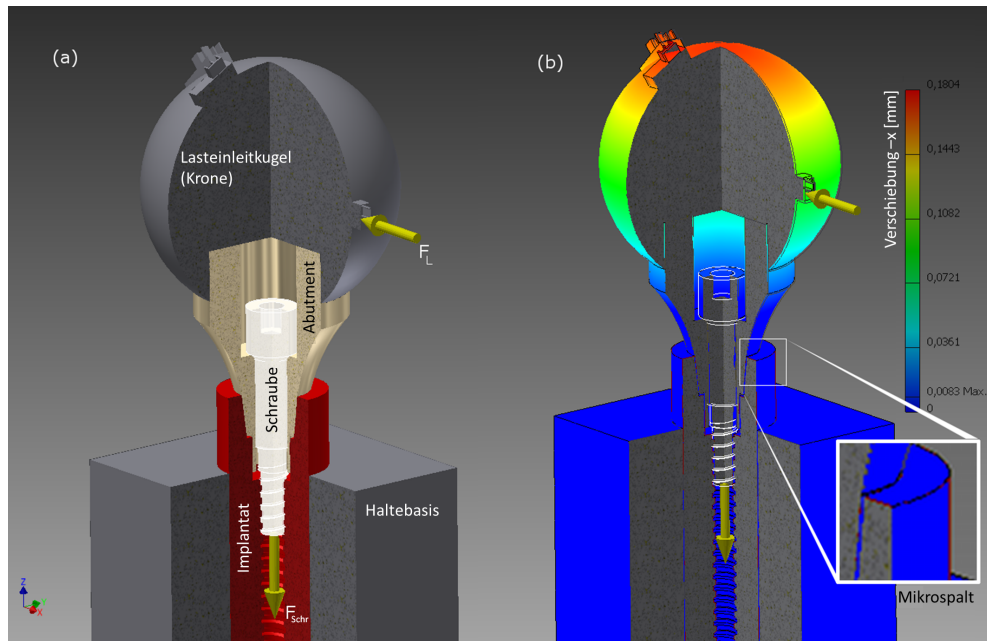 (a)
Lasteinleitkugel
(Krone)
F_L
Abutment
Schraube
Implantat
Haltebasis
F_Schr
z
Y
X
(b)
Verschiebung –x [mm]
0,1804
0,1443
0,1082
0,0721
0,0361
0,0083 Max.
0
Mikrospalt